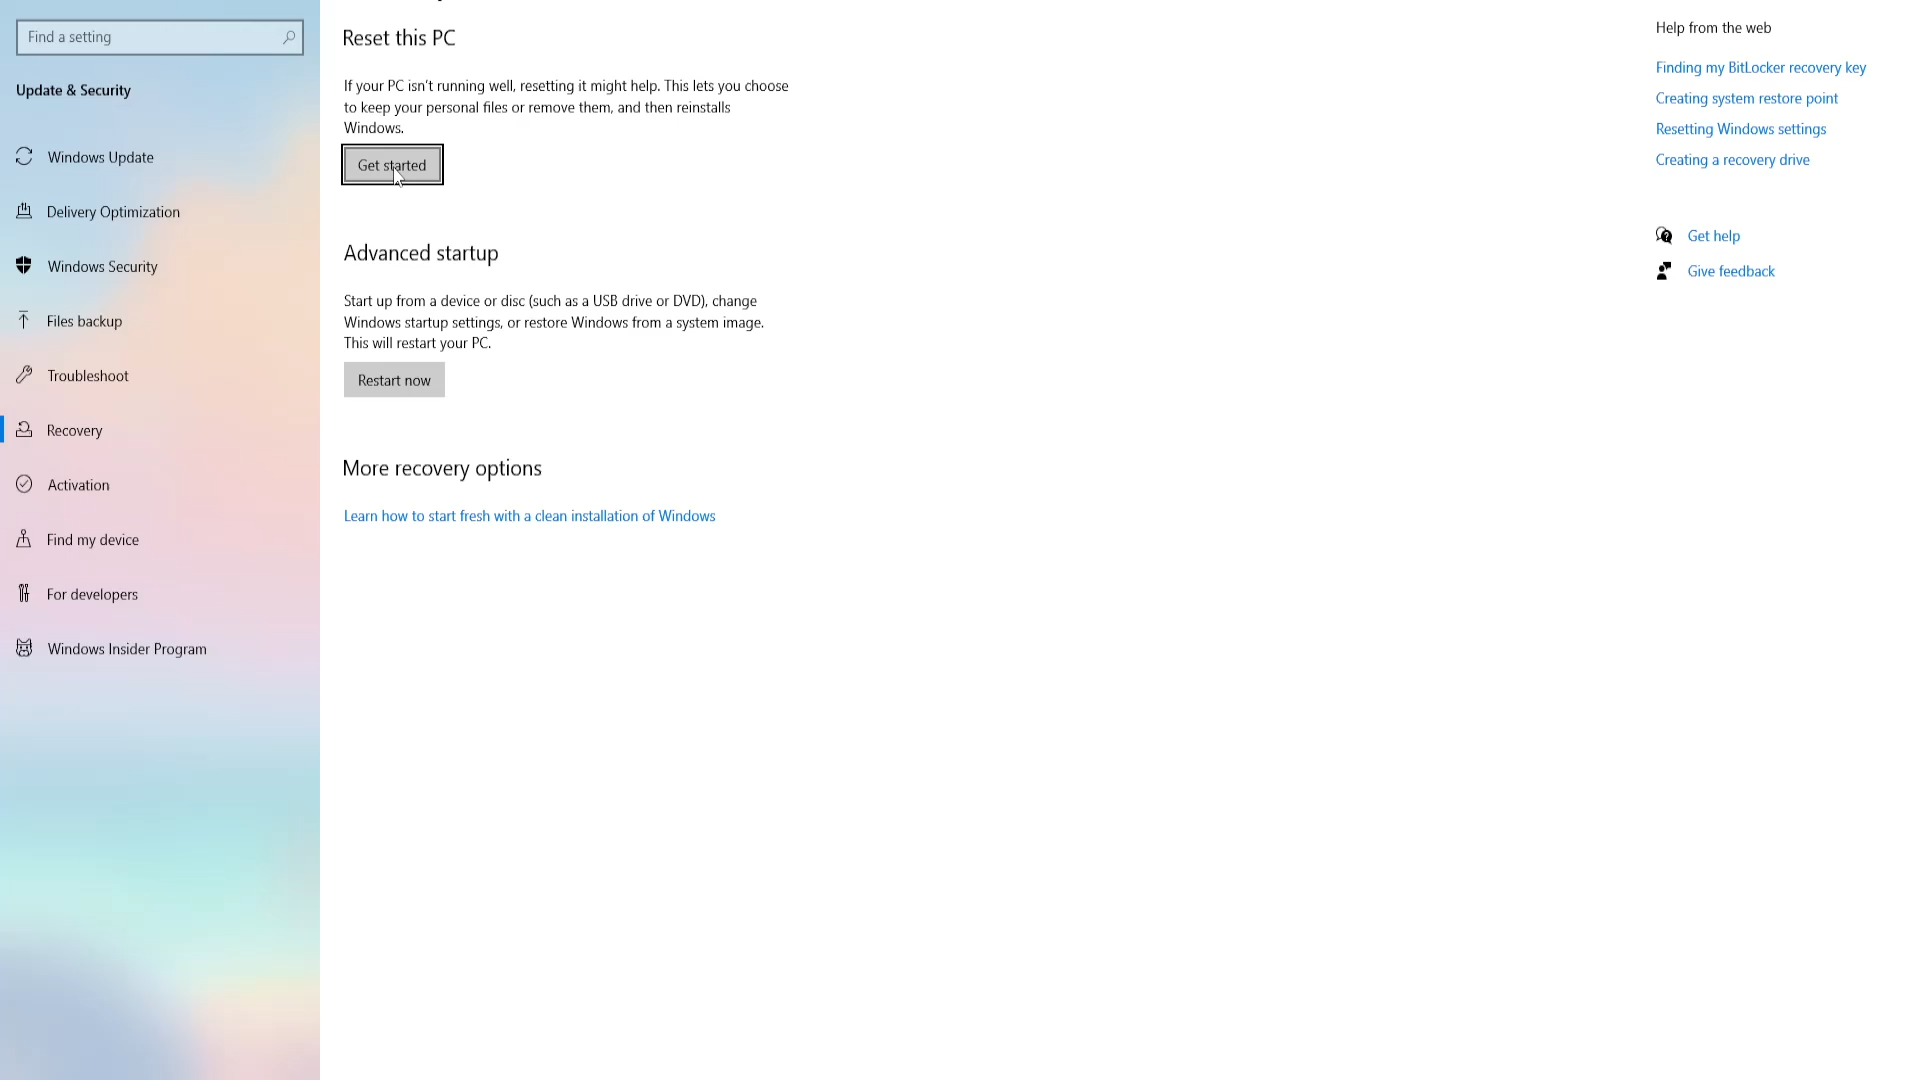 Find a setting
Update & Security
Windows Update
Delivery Optimization
Windows Security
Files backup
Troubleshoot
Recovery
Activation
Find my device
For developers
Windows Insider Program
Reset this PC
If your PC isn't running well, resetting it might help. This lets you choose
to keep your personal files or remove them, and then reinstalls
Windows.
Get started
Advanced startup
Start up from a device or disc (such as a USB drive or DVD), change
Windows startup settings, or restore Windows from a system image.
This will restart your PC.
Restart now
More recovery options
Learn how to start fresh with a clean installation of Windows
Help from the web
Finding my BitLocker recovery key
Creating system restore point
Resetting Windows settings
Creating a recovery drive
Get help
Give feedback